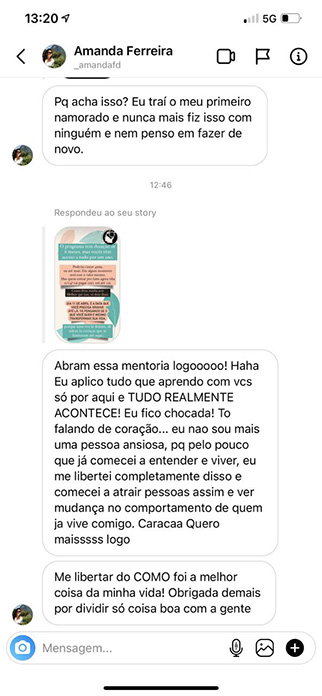 13:20
5G
Amanda Ferreira
_amandafd
Pq acha isso? Eu traí o meu primeiro
namorado e nunca mais fiz isso com
ninguém e nem penso em fazer de
novo.
12:46
Respondeu ao seu story
Abram essa mentoria logooooo! Haha
Eu aplico tudo que aprendo com vcs
só por aqui e TUDO REALMENTE
ACONTECE! Eu fico chocada! To
falando de coração... eu nao sou mais
uma pessoa ansiosa, pq pelo pouco
que já comecei a entender e viver, eu
me libertei completamente disso e
comecei a atrair pessoas assim e ver
mudança no comportamento de quem
ja vive comigo. Caracaa Quero
maisssss logo
Me libertar do COMO foi a melhor
coisa da minha vida! Obrigada demais
por dividir só coisa boa com a gente
Mensagem...